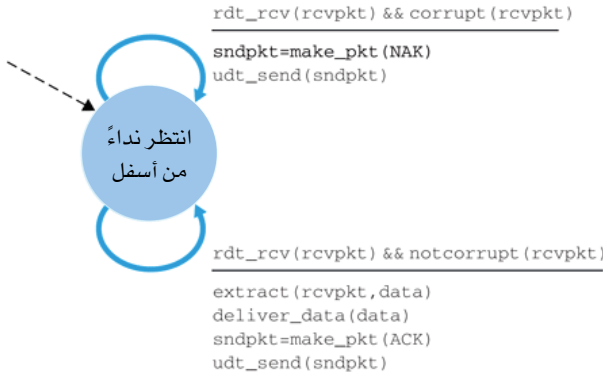 rdt_rcv(rcvpkt) && corrupt(rcvpkt)
sndpkt=make_pkt(NAK)
udt_send(sndpkt)
انتظر نداءً
من أسفل
rdt_rcv(rcvpkt) && notcorrupt(rcvpkt)
extract(rcvpkt,data)
deliver_data(data)
sndpkt=make_pkt(ACK)
udt_send(sndpkt)